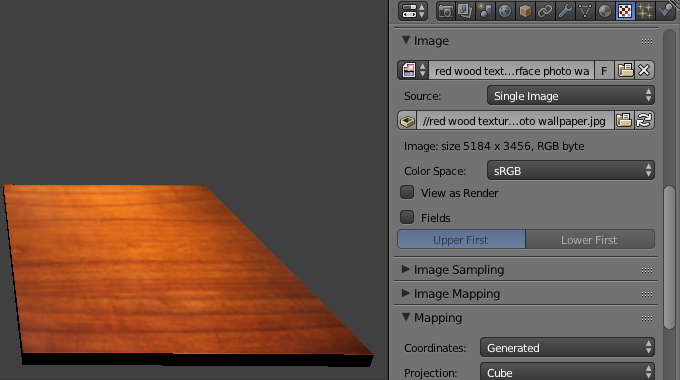 Image
red wood text...rface photo wa
F
Source:
Single Image
//red wood textur...oto wallpaper.jpg
Image: size 5184 x 3456, RGB byte
Color Space:
sRGB
View as Render
Fields
Upper First
Lower First
Image Sampling
Image Mapping
Mapping
Coordinates:
Generated
Projection:
Cube